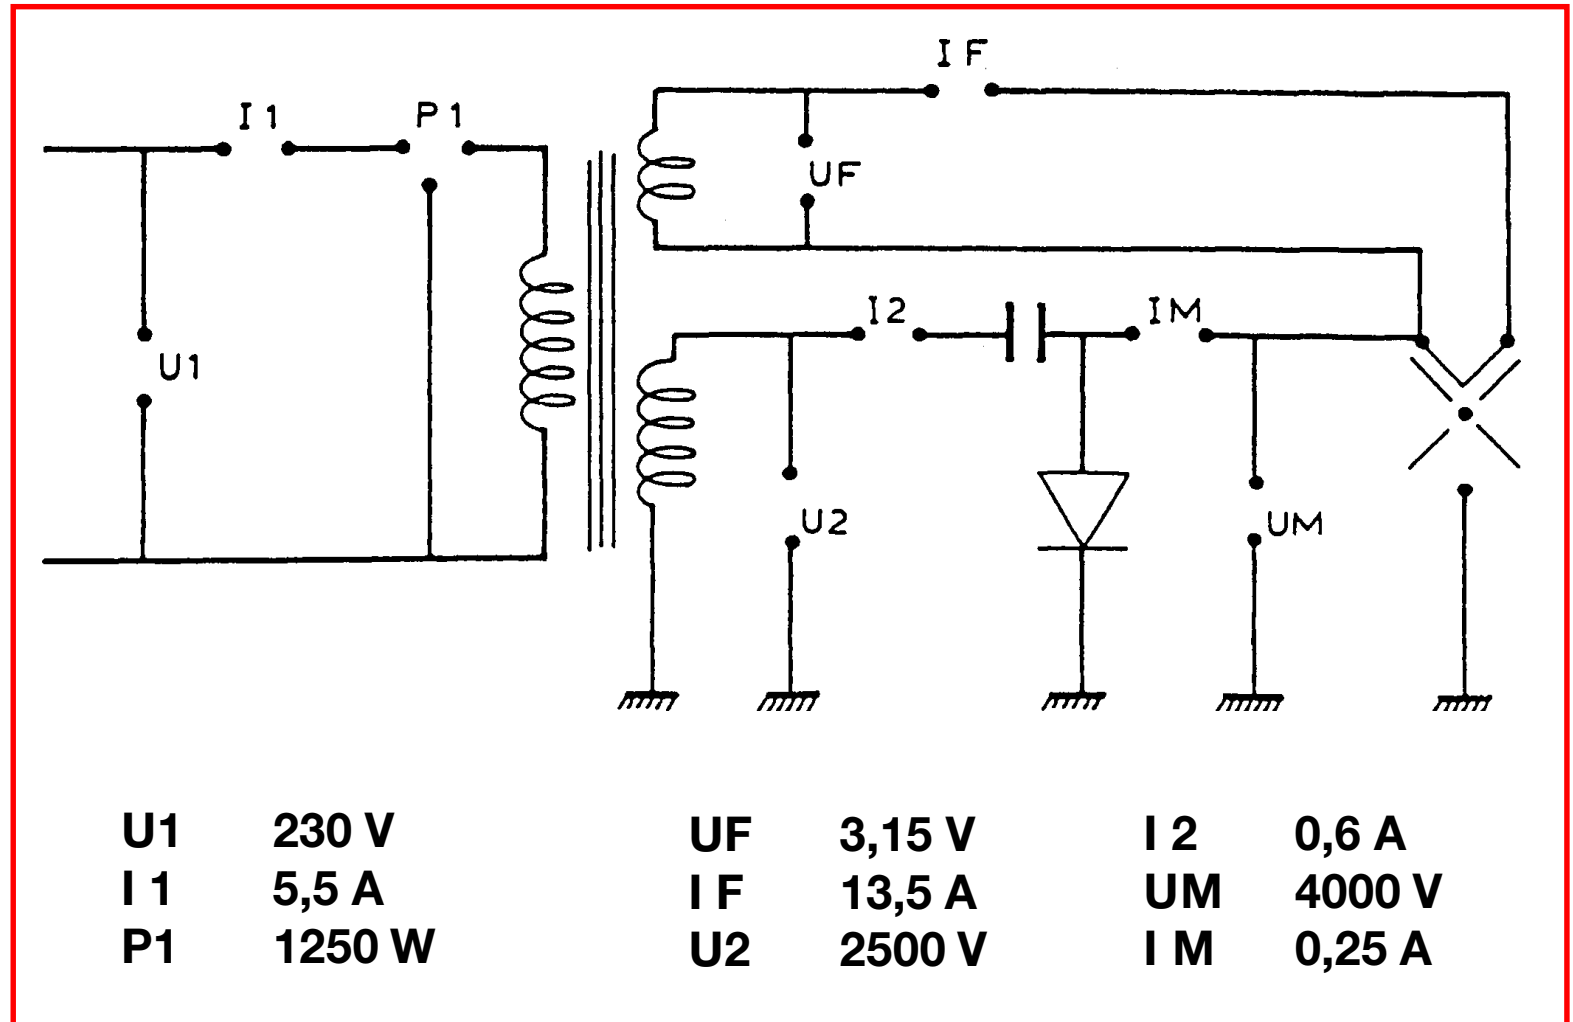 I F
I 1
P 1
UF
I2
IM
U1
U2
UM
U1 230 V
I 1 5,5 A
P1 1250 W
UF 3,15 V
I F 13,5 A
U2 2500 V
I 2 0,6 A
UM 4000 V
I M 0,25 A